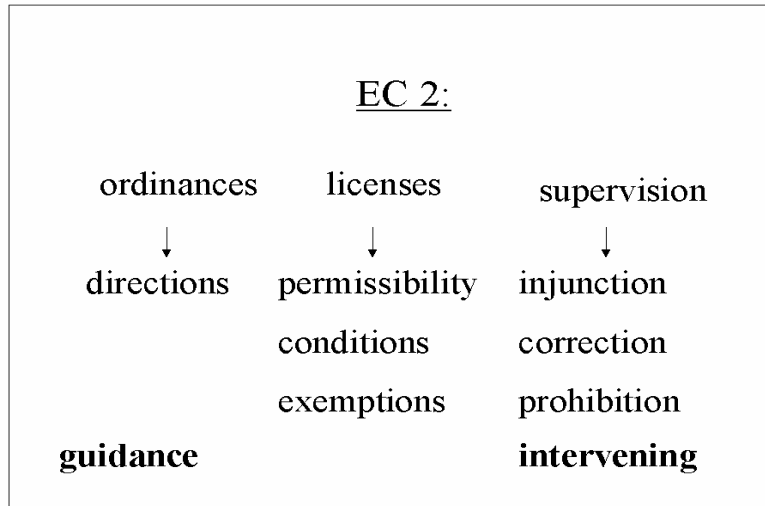 EC 2:
ordinances licenses supervision
directions permissibility injunction
conditions correction
exemptions prohibition
guidance intervening